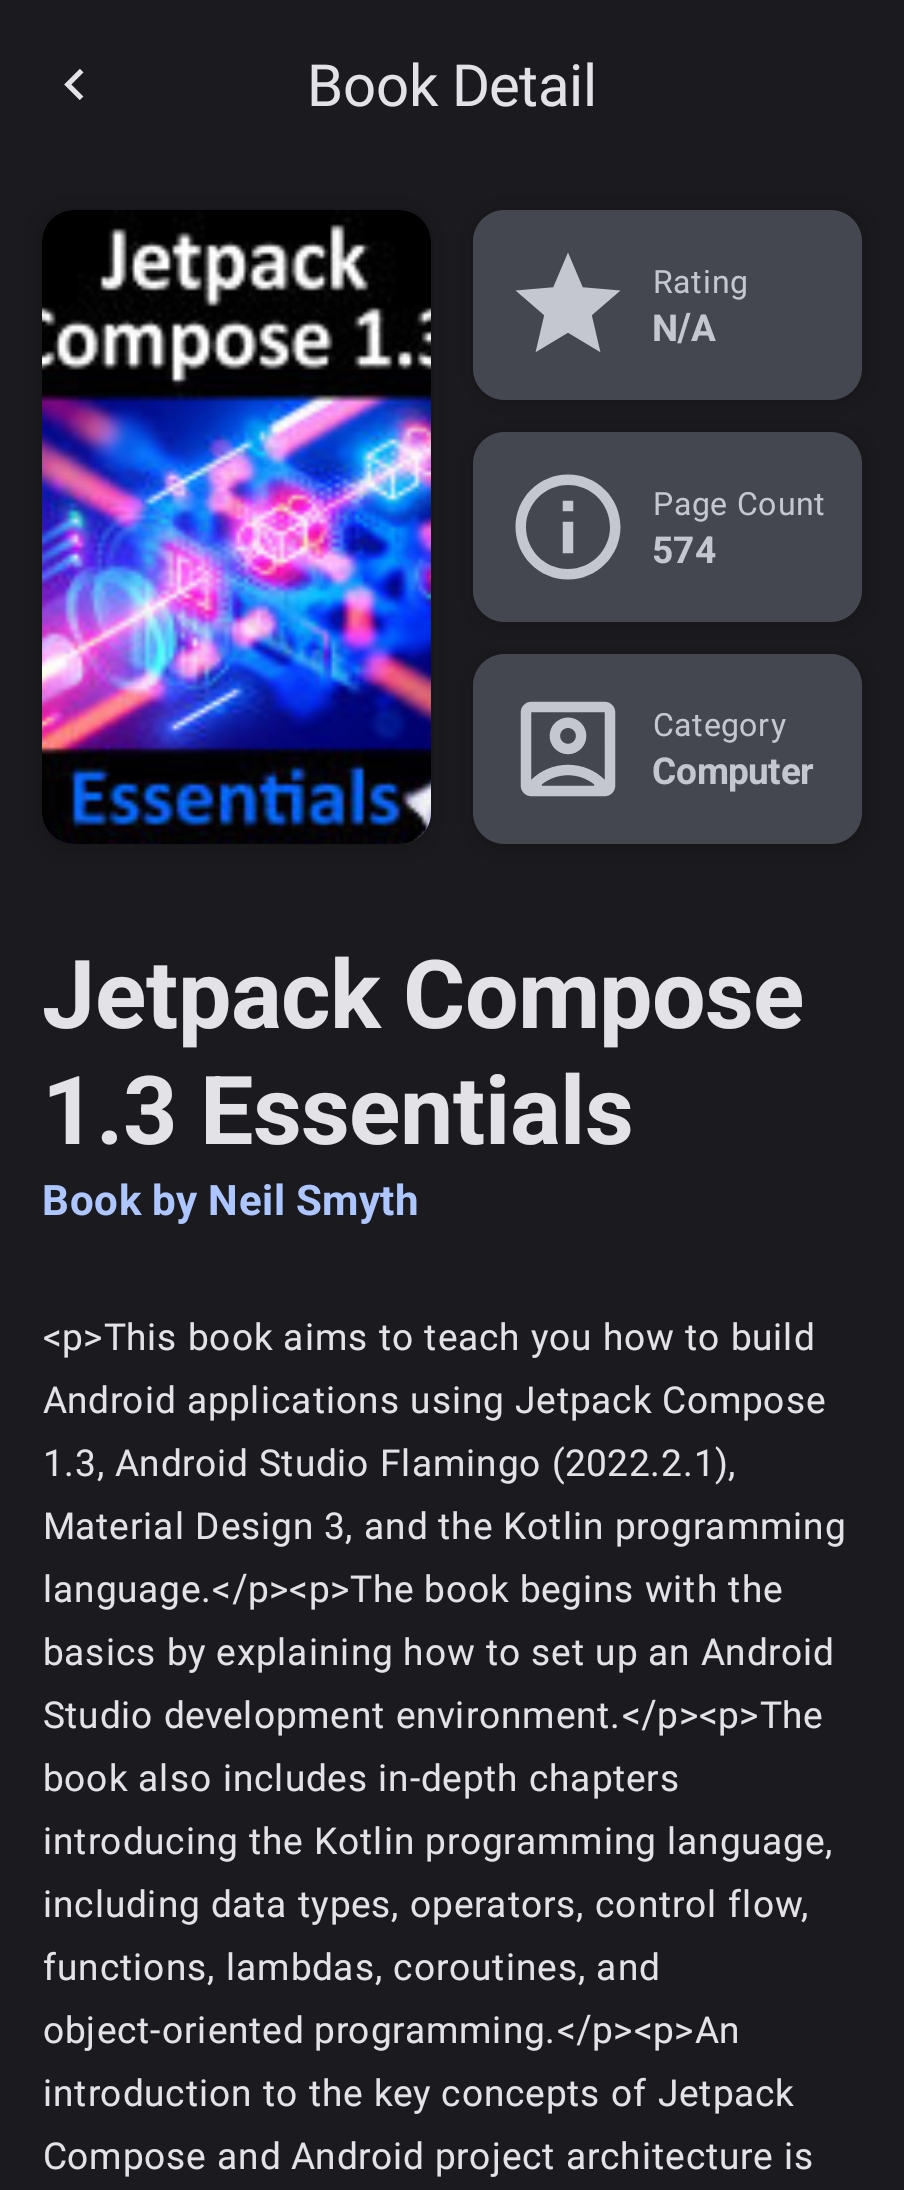 Book Detail
Jetpack
Compose 1.3
Essentials
Rating
N/A
Page Count
574
Category
Computer
Jetpack Compose
1.3 Essentials
Book by Neil Smyth
<p>This book aims to teach you how to build
Android applications using Jetpack Compose
1.3, Android Studio Flamingo (2022.2.1),
Material Design 3, and the Kotlin programming
language.</p><p>The book begins with the
basics by explaining how to set up an Android
Studio development environment.</p><p>The
book also includes in-depth chapters
introducing the Kotlin programming language,
including data types, operators, control flow,
functions, lambdas, coroutines, and
object-oriented programming.</p><p>An
introduction to the key concepts of Jetpack
Compose and Android project architecture is